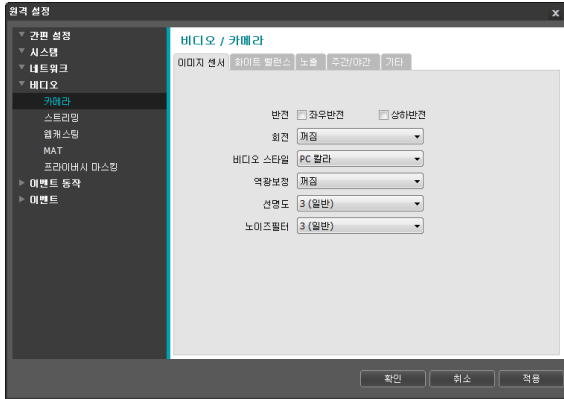 원격 설정 x
간편 설정
시스템
네트워크
비디오
카메라
스트리밍
웹캐스팅
MAT
프라이버시 마스킹
이벤트 동작
이벤트
비디오 / 카메라
이미지 센서 화이트 밸런스 노출 주간/야간 기타
반전 좌우반전 상하반전
회전 꺼짐
비디오 스타일 PC 칼라
역광보정 꺼짐
선명도 3 (일반)
노이즈필터 3 (일반)
확인 취소 적용